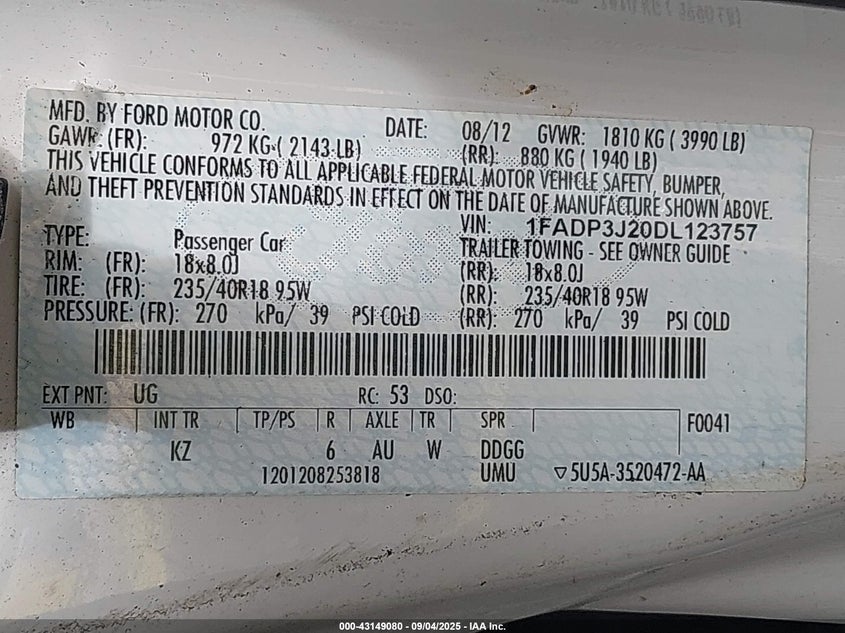 MFD. BY FORD MOTOR CO. DATE: 08/12 GVWR: 1810 KG ( 3990 LB)
GAWR: (FR): 972 KG ( 2143 LB) (RR): 880 KG ( 1940 LB)
THIS VEHICLE CONFORMS TO ALL APPLICABLE FEDERAL MOTOR VEHICLE SAFETY, BUMPER,
AND THEFT PREVENTION STANDARDS IN EFFECT ON THE DATE OF MANUFACTURE SHOWN ABOVE.
VIN: 1FADP3J20DL123757
TYPE: Passenger Car TRAILER TOWING - SEE OWNER GUIDE
RIM: (FR): 18x8.0J (RR): 18x8.0J
TIRE: (FR): 235/40R18 95W (RR): 235/40R18 95W
PRESSURE: (FR): 270 kPa/ 39 PSI COLD (RR): 270 kPa/ 39 PSI COLD
EXT PNT: UG RC: 53 DSO:
WB INT TR TP/PS R AXLE TR SPR F0041
KZ 6 AU W DDGG
1201208253818 UMU ▽5U5A-3520472-AA
000-43149080 - 09/04/2025 - IAA Inc.